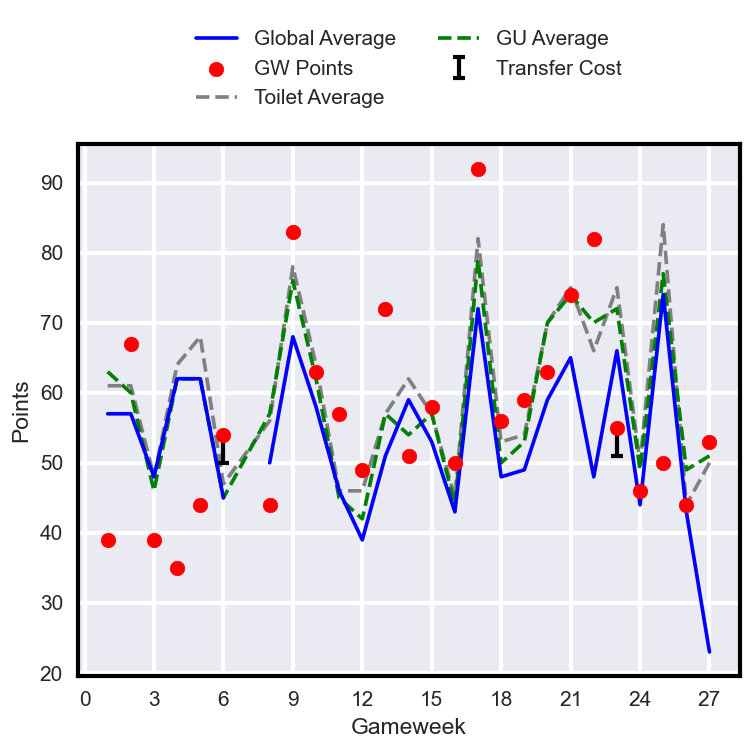 Global Average
GW Points
Toilet Average
GU Average
Transfer Cost
Points
90
80
70
60
50
40
30
20
0 3 6 9 12 15 18 21 24 27
Gameweek